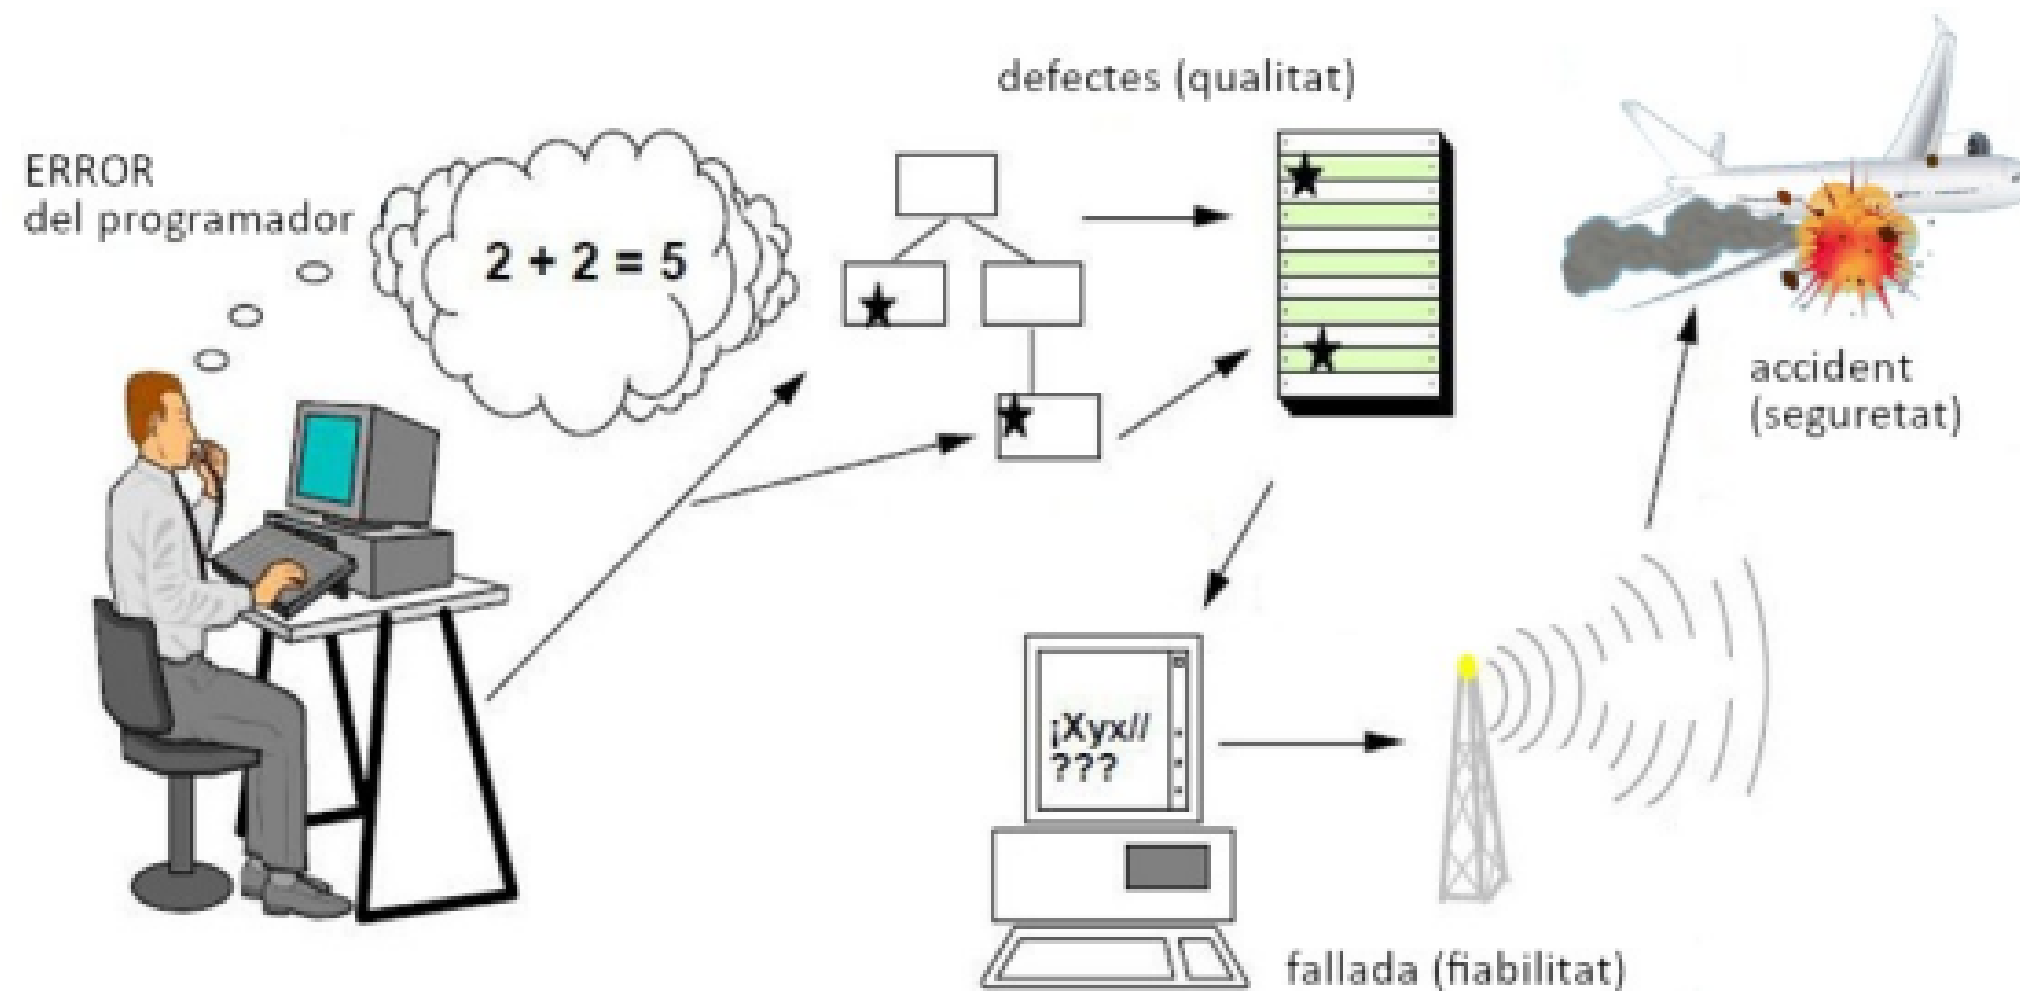 ERROR
del programador
2 + 2 = 5
defectes (qualitat)
accident
(seguretat)
¡Xyx//
???
fallada (fiabilitat)